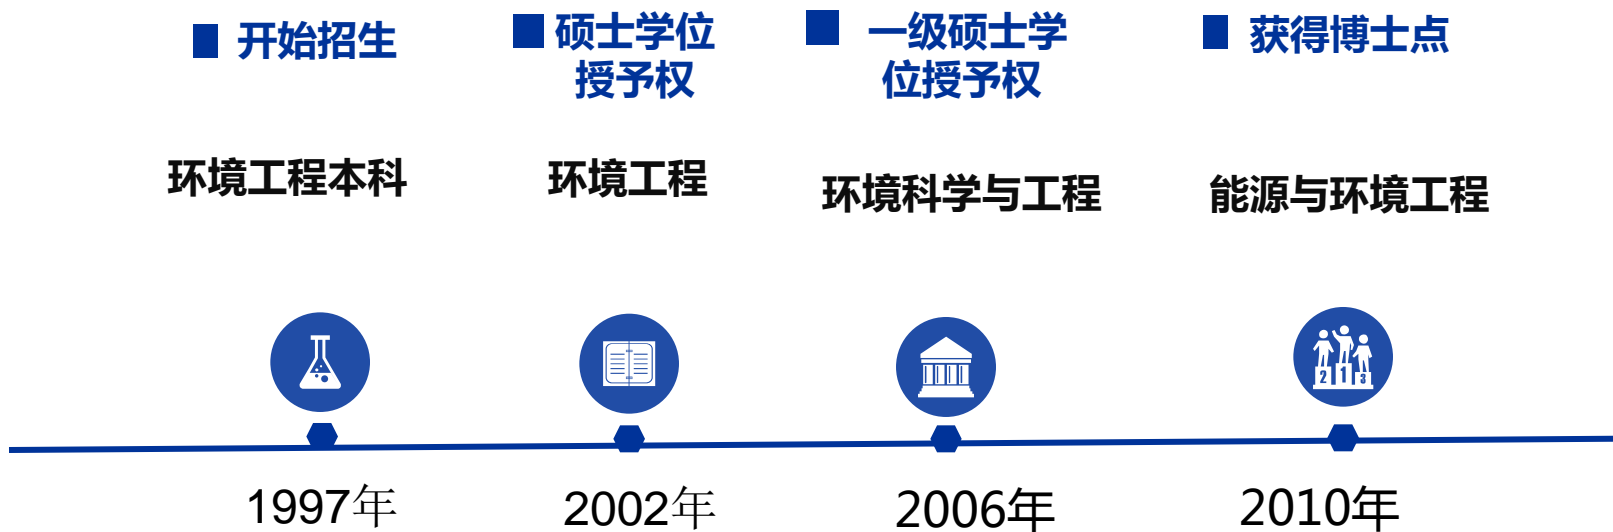 开始招生
硕士学位
授予权
一级硕士学
位授予权
获得博士点
环境工程本科
环境工程
环境科学与工程
能源与环境工程
2 1 3
1997年
2002年
2006年
2010年